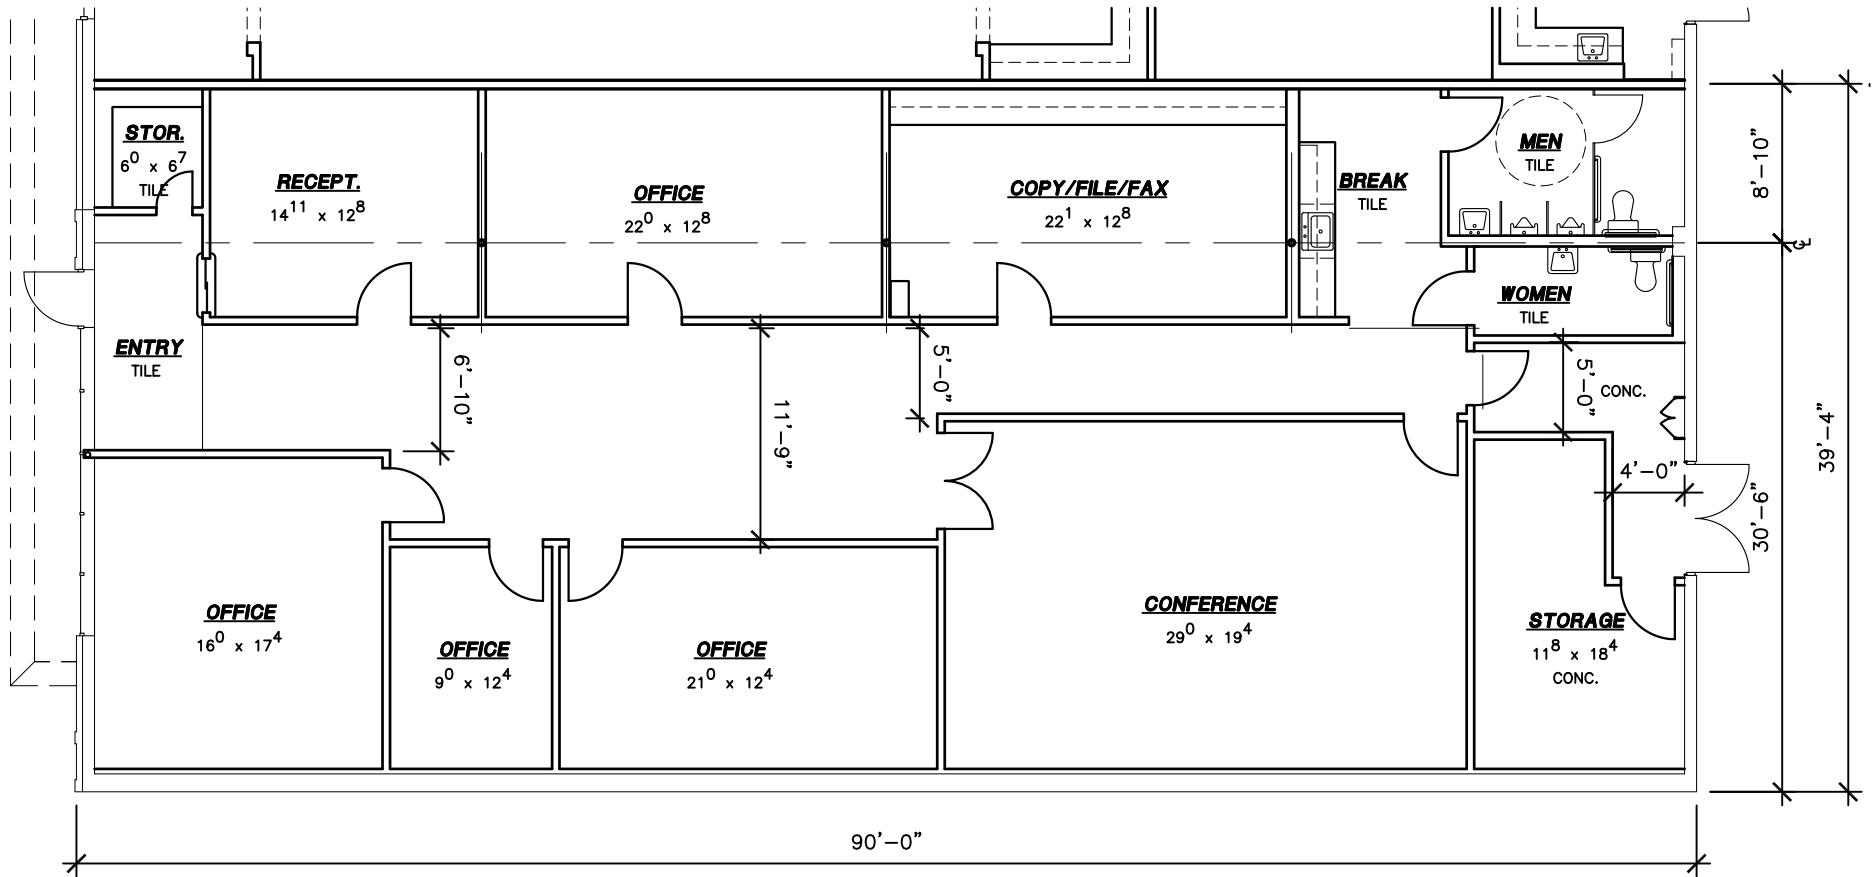 STOR.
6⁰ x 6⁷
TILE
RECEPT.
14¹¹ x 12⁸
OFFICE
22⁰ x 12⁸
COPY/FILE/FAX
22¹ x 12⁸
BREAK
TILE
MEN
TILE
8'-10"
WOMEN
TILE
ENTRY
TILE
6'-10"
11'-9"
5'-0"
5'-0"
CONC.
4'-0"
39'-4"
30'-6"
OFFICE
16⁰ x 17⁴
OFFICE
9⁰ x 12⁴
OFFICE
21⁰ x 12⁴
CONFERENCE
29⁰ x 19⁴
STORAGE
11⁸ x 18⁴
CONC.
90'-0"